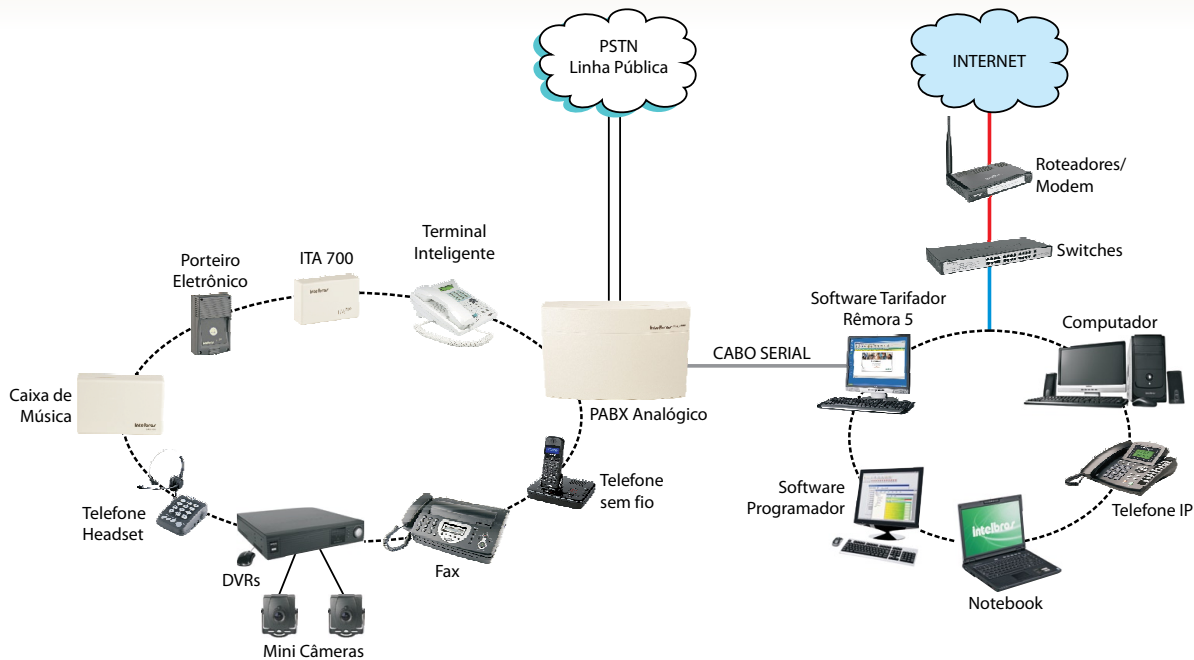 PSTN
Linha Pública
INTERNET
Roteadores/
Modem
Switches
Terminal
Inteligente
ITA 700
Porteiro
Eletrônico
Software Tarifador
Rêmora 5
Computador
CABO SERIAL
Caixa de
Música
PABX Analógico
Telefone
sem fio
Software
Programador
Telefone IP
Telefone
Headset
DVRs
Fax
intelbras
Notebook
Mini Câmeras